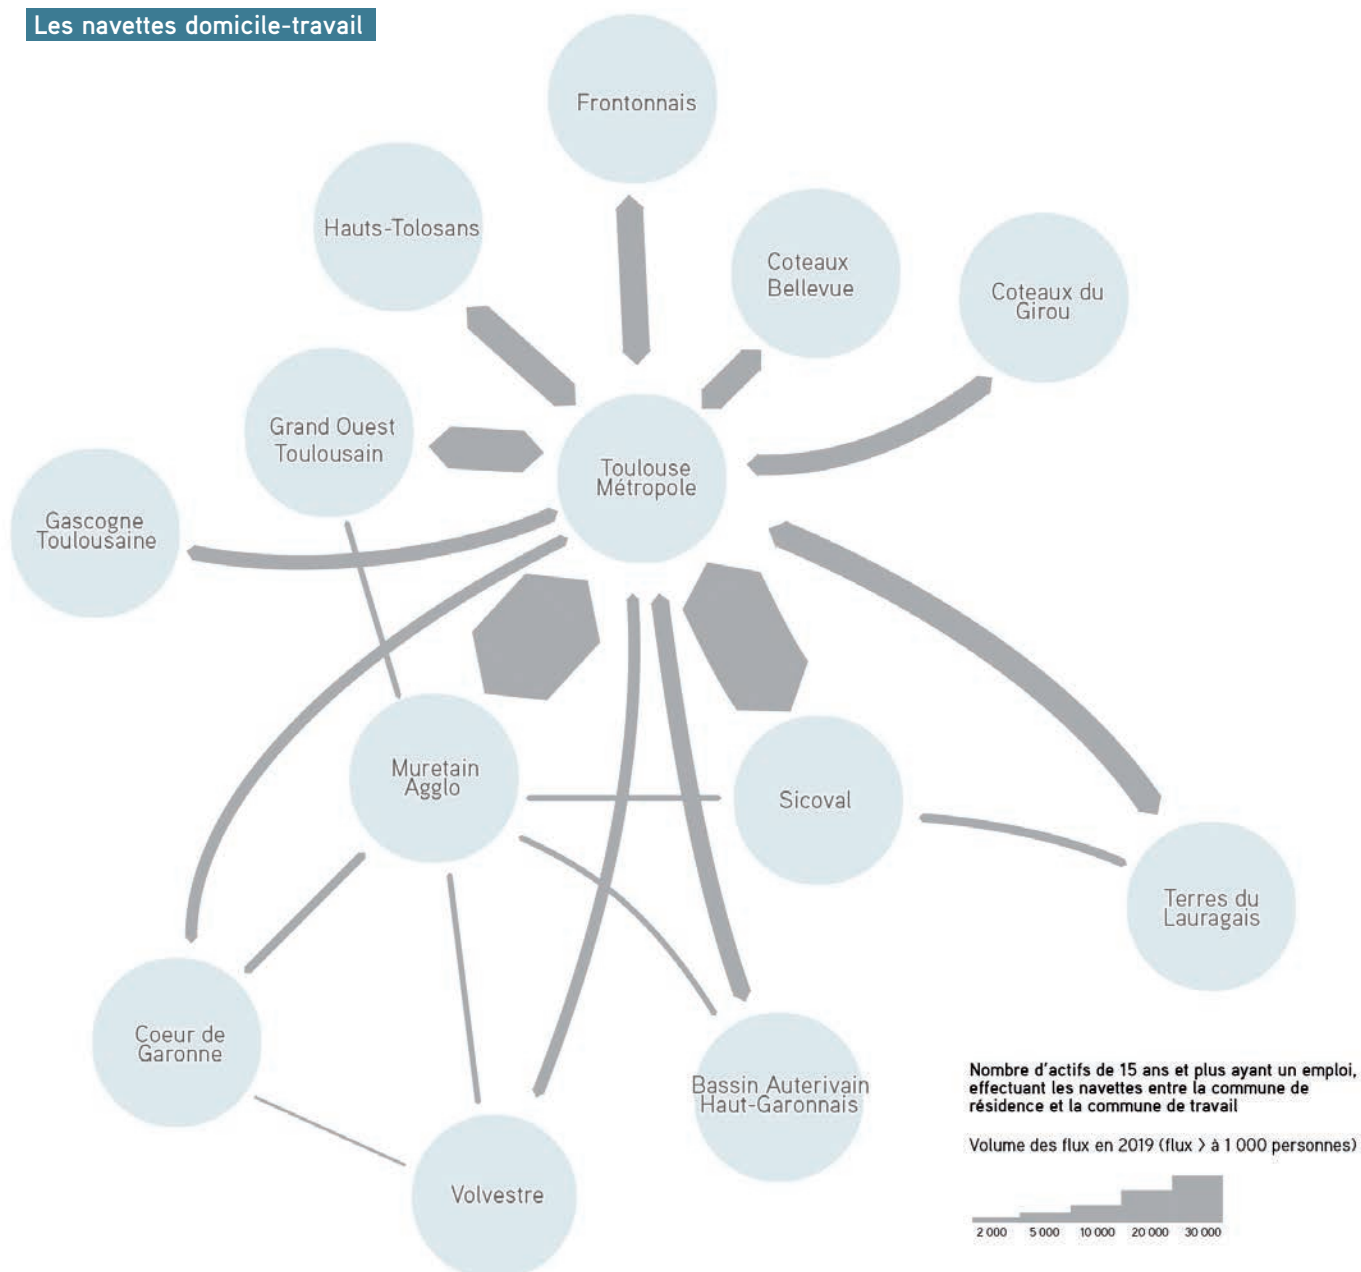 Les navettes domicile-travail
Frontonnais
Hauts-Tolosans
Coteaux
Bellevue
Coteaux du
Girou
Grand Ouest
Toulousain
Toulouse
Métropole
Gascogne
Toulousaine
Muretain
Agglo
Sicoval
Terres du
Lauragais
Coeur de
Garonne
Bassin Auterivain
Haut-Garonnais
Volvestre
Nombre d'actifs de 15 ans et plus ayant un emploi,
effectuant les navettes entre la commune de
résidence et la commune de travail
Volume des flux en 2019 (flux > à 1 000 personnes)
2 000 5 000 10 000 20 000 30 000